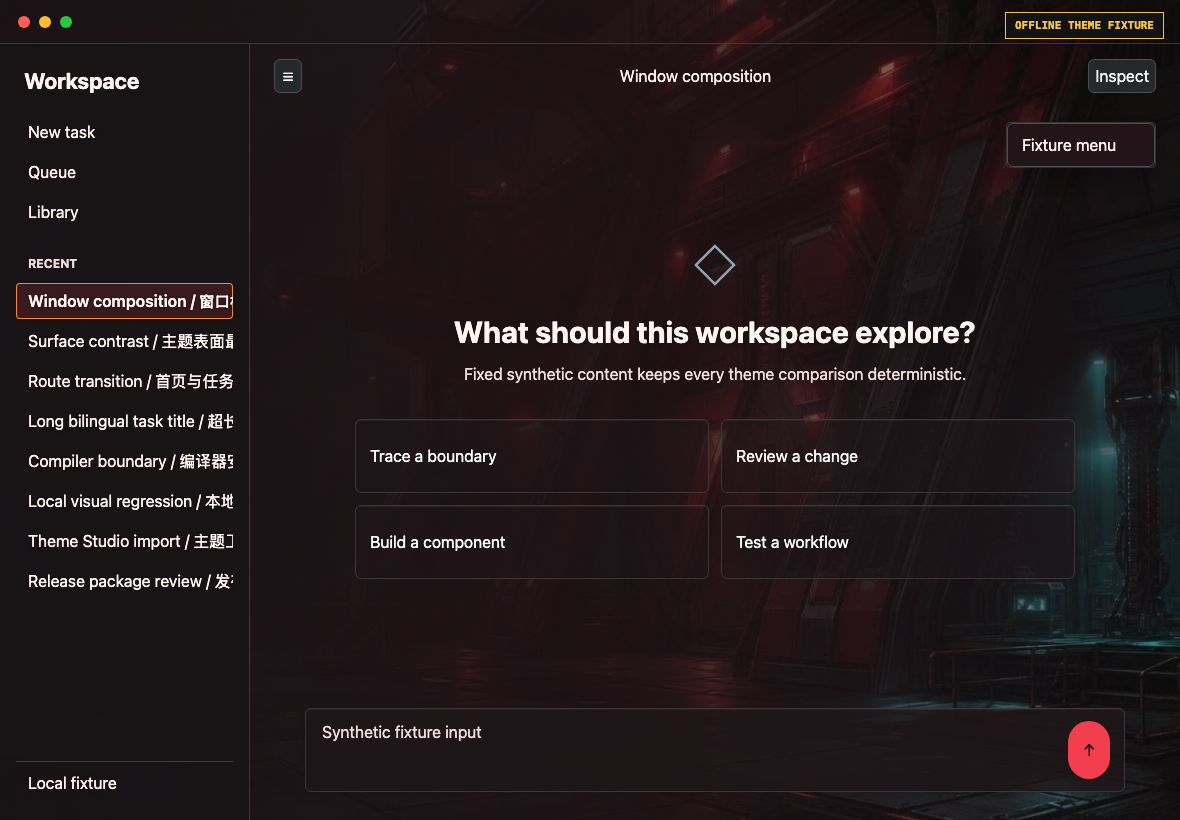 OFFLINE THEME FIXTURE
Workspace
Window composition
Inspect
New task
Fixture menu
Queue
Library
RECENT
Window composition / 窗口
Surface contrast / 主题表面
Route transition / 首页与任务
Long bilingual task title / 超长
Compiler boundary / 编译器
Local visual regression / 本地
Theme Studio import / 主题
Release package review / 发
Local fixture
What should this workspace explore?
Fixed synthetic content keeps every theme comparison deterministic.
Trace a boundary
Review a change
Build a component
Test a workflow
Synthetic fixture input